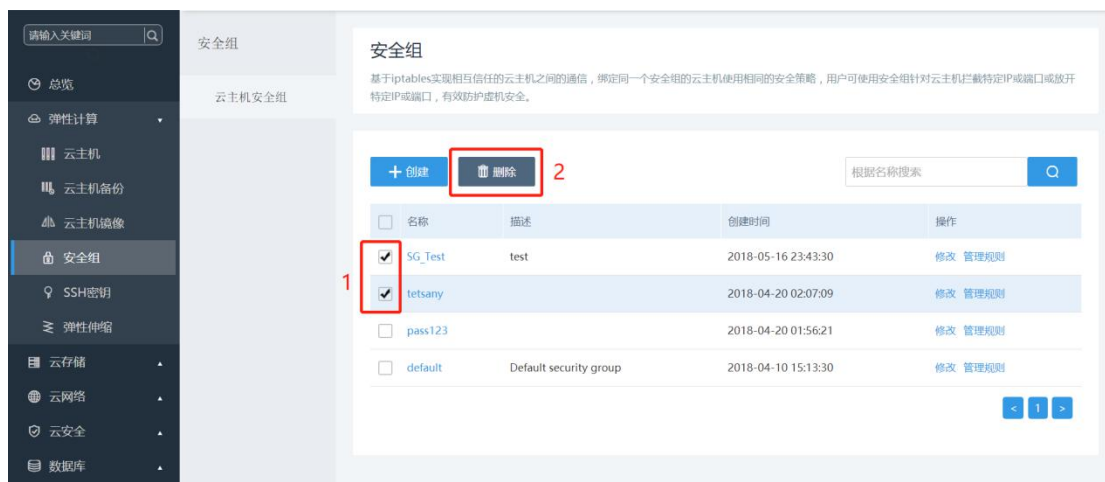 请输入关键词
总览
弹性计算
云主机
云主机备份
云主机镜像
安全组
SSH密钥
弹性伸缩
云存储
云网络
云安全
数据库
安全组
云主机安全组
安全组
基于iptables实现相互信任的云主机之间的通信，绑定同一个安全组的云主机使用相同的安全策略，用户可使用安全组针对云主机拦截特定IP或端口或放开
特定IP或端口，有效防护虚机安全。
创建 删除 2 根据名称搜索
名称 描述 创建时间 操作
1
SG_Test test 2018-05-16 23:43:30 修改 管理规则
tetsany 2018-04-20 02:07:09 修改 管理规则
pass123 2018-04-20 01:56:21 修改 管理规则
default Default security group 2018-04-10 15:13:30 修改 管理规则
< 1 >